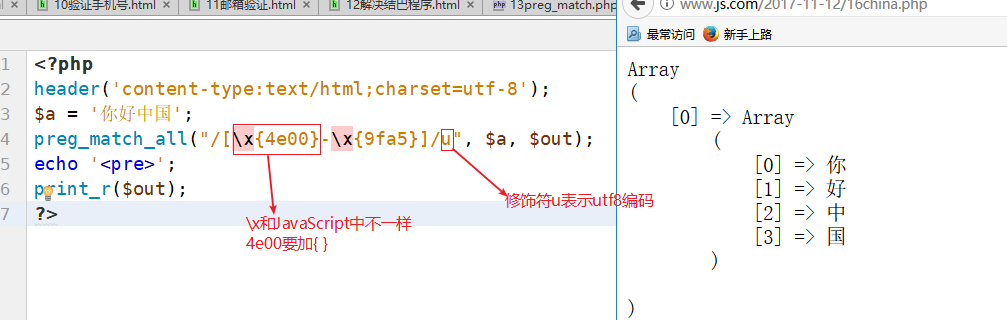 10验证手机号.html
11邮箱验证.html
12解决结巴程序.html
13preg_match.php
www.js.com/2017-11-12/16china.php
最常访问 新手上路
1 <?php
2 header('content-type:text/html;charset=utf-8');
3 $a = '你好中国';
4 preg_match_all("/[\x{4e00}-\x{9fa5}]/u", $a, $out);
5 echo '<pre>';
6 print_r($out);
7 ?>
修饰符u表示utf8编码
\x和JavaScript中不一样
4e00要加{ }
Array
(
[0] => Array
(
[0] => 你
[1] => 好
[2] => 中
[3] => 国
)
)